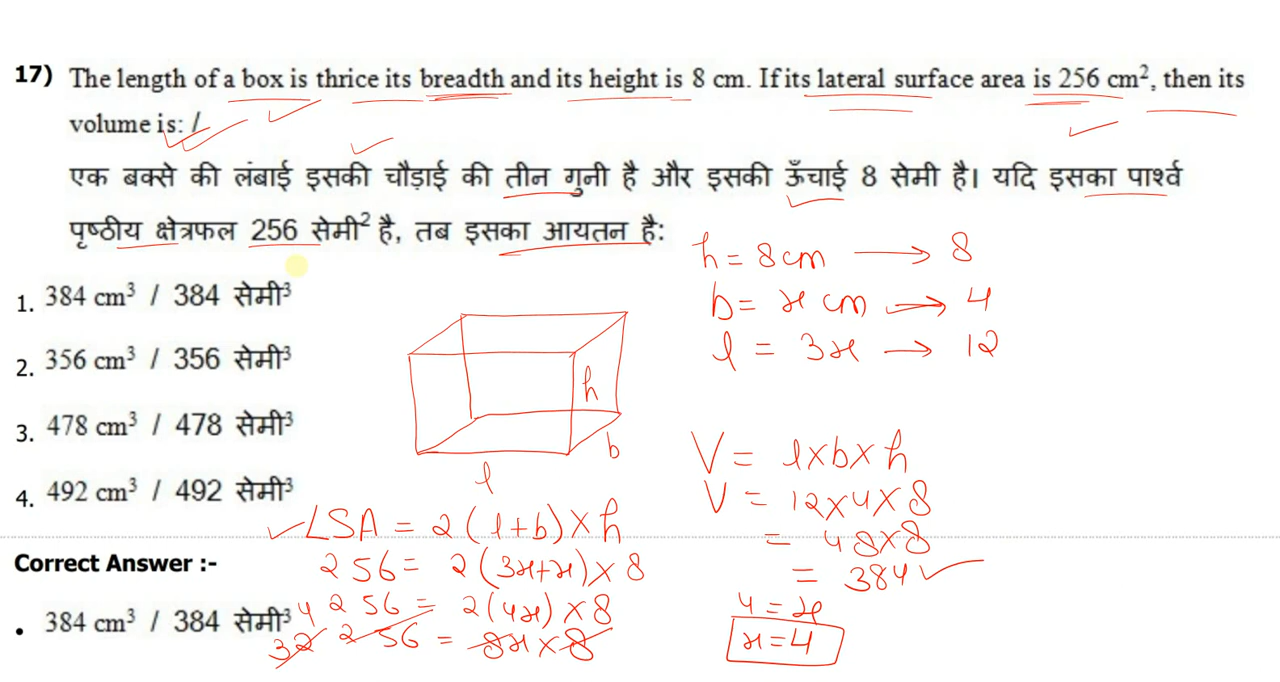 17) The length of a box is thrice its breadth and its height is 8 cm. If its lateral surface area is 256 cm², then its
volume is: /
एक बक्से की लंबाई इसकी चौड़ाई की तीन गुनी है और इसकी ऊँचाई 8 सेमी है। यदि इसका पार्श्व
पृष्ठीय क्षेत्रफल 256 सेमी² है, तब इसका आयतन है:
1. 384 cm³ / 384 सेमी³
2. 356 cm³ / 356 सेमी³
3. 478 cm³ / 478 सेमी³
4. 492 cm³ / 492 सेमी³
Correct Answer :-
• 384 cm³ / 384 सेमी³
h = 8 cm → 8
b = x cm → 4
l = 3x → 12
h
b
l
LSA = 2(l+b)×h
256 = 2(3x+x)×8
256 = 2(4x)×8
4
32 256 = 8x×8
V = l×b×h
V = 12×4×8
= 48×8
= 384
4 = x
x = 4